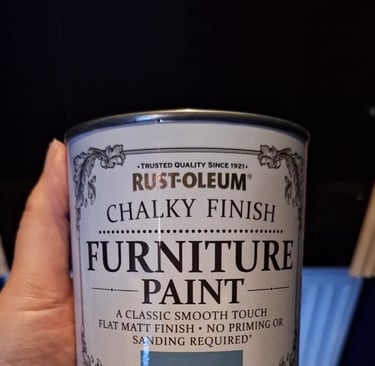 • TRUSTED QUALITY SINCE 1921 •
RUST-OLEUM®
CHALKY FINISH
FURNITURE
PAINT
A CLASSIC SMOOTH TOUCH
FLAT MATT FINISH • NO PRIMING OR
SANDING REQUIRED*